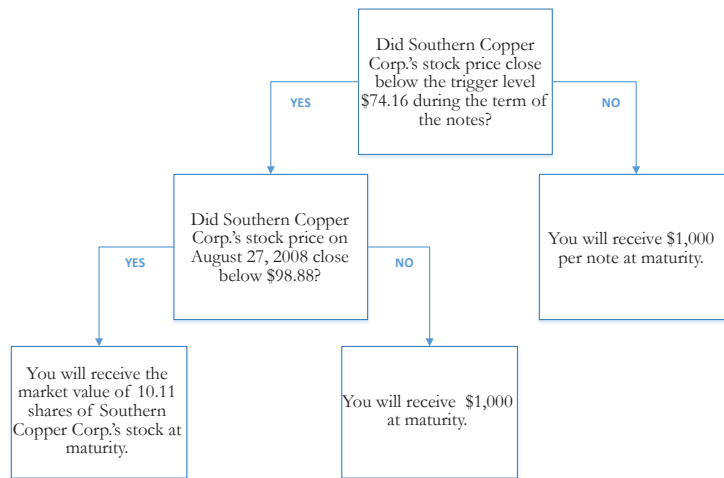 Did Southern Copper
Corp.'s stock price close
below the trigger level
$74.16 during the term of
the notes?
YES
NO
Did Southern Copper
Corp.'s stock price on
August 27, 2008 close
below $98.88?
You will receive $1,000
per note at maturity.
YES
NO
You will receive the
market value of 10.11
shares of Southern
Copper Corp.'s stock at
maturity.
You will receive $1,000
at maturity.